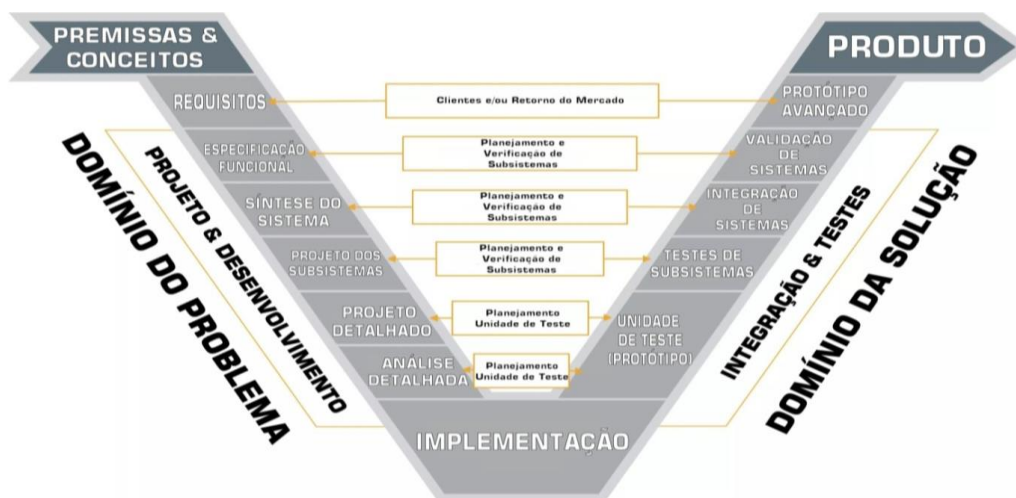 PREMISSAS &
CONCEITOS
PRODUTO
REQUISITOS
Clientes e/ou Retorno do Mercado
PROTÓTIPO
AVANÇADO
ESPECIFICAÇÃO
FUNCIONAL
Planejamento e
Verificação de
Subsistemas
VALIDAÇÃO
DE
SISTEMAS
SÍNTESE DO
SISTEMA
Planejamento e
Verificação de
Subsistemas
INTEGRAÇÃO
DE
SISTEMAS
PROJETO DOS
SUBSISTEMAS
Planejamento e
Verificação de
Subsistemas
TESTES DE
SUBSISTEMAS
PROJETO
DETALHADO
Planejamento
Unidade de Teste
UNIDADE
DE TESTE
(PROTÓTIPO)
ANÁLISE
DETALHADA
Planejamento
Unidade de Teste
IMPLEMENTAÇÃO
DOMÍNIO DO PROBLEMA
PROJETO & DESENVOLVIMENTO
INTEGRAÇÃO & TESTES
DOMÍNIO DA SOLUÇÃO